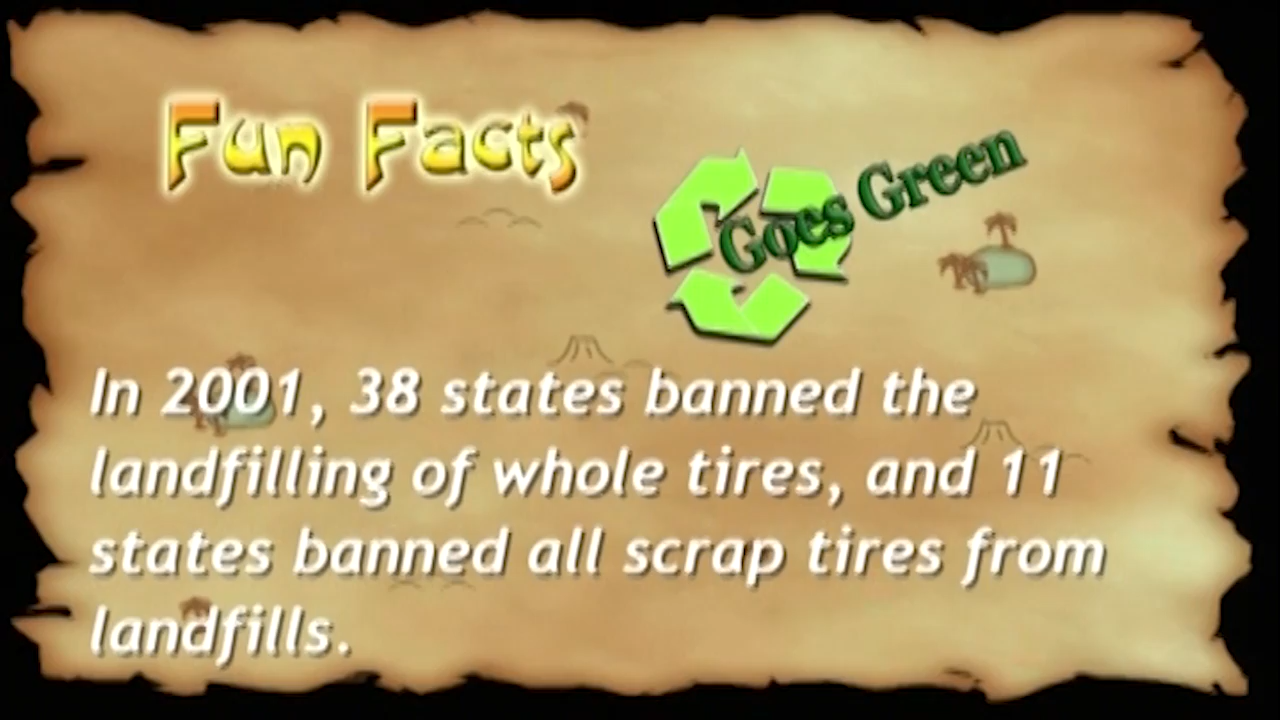 Fun Facts
Goes Green
In 2001, 38 states banned the
landfilling of whole tires, and 11
states banned all scrap tires from
landfills.